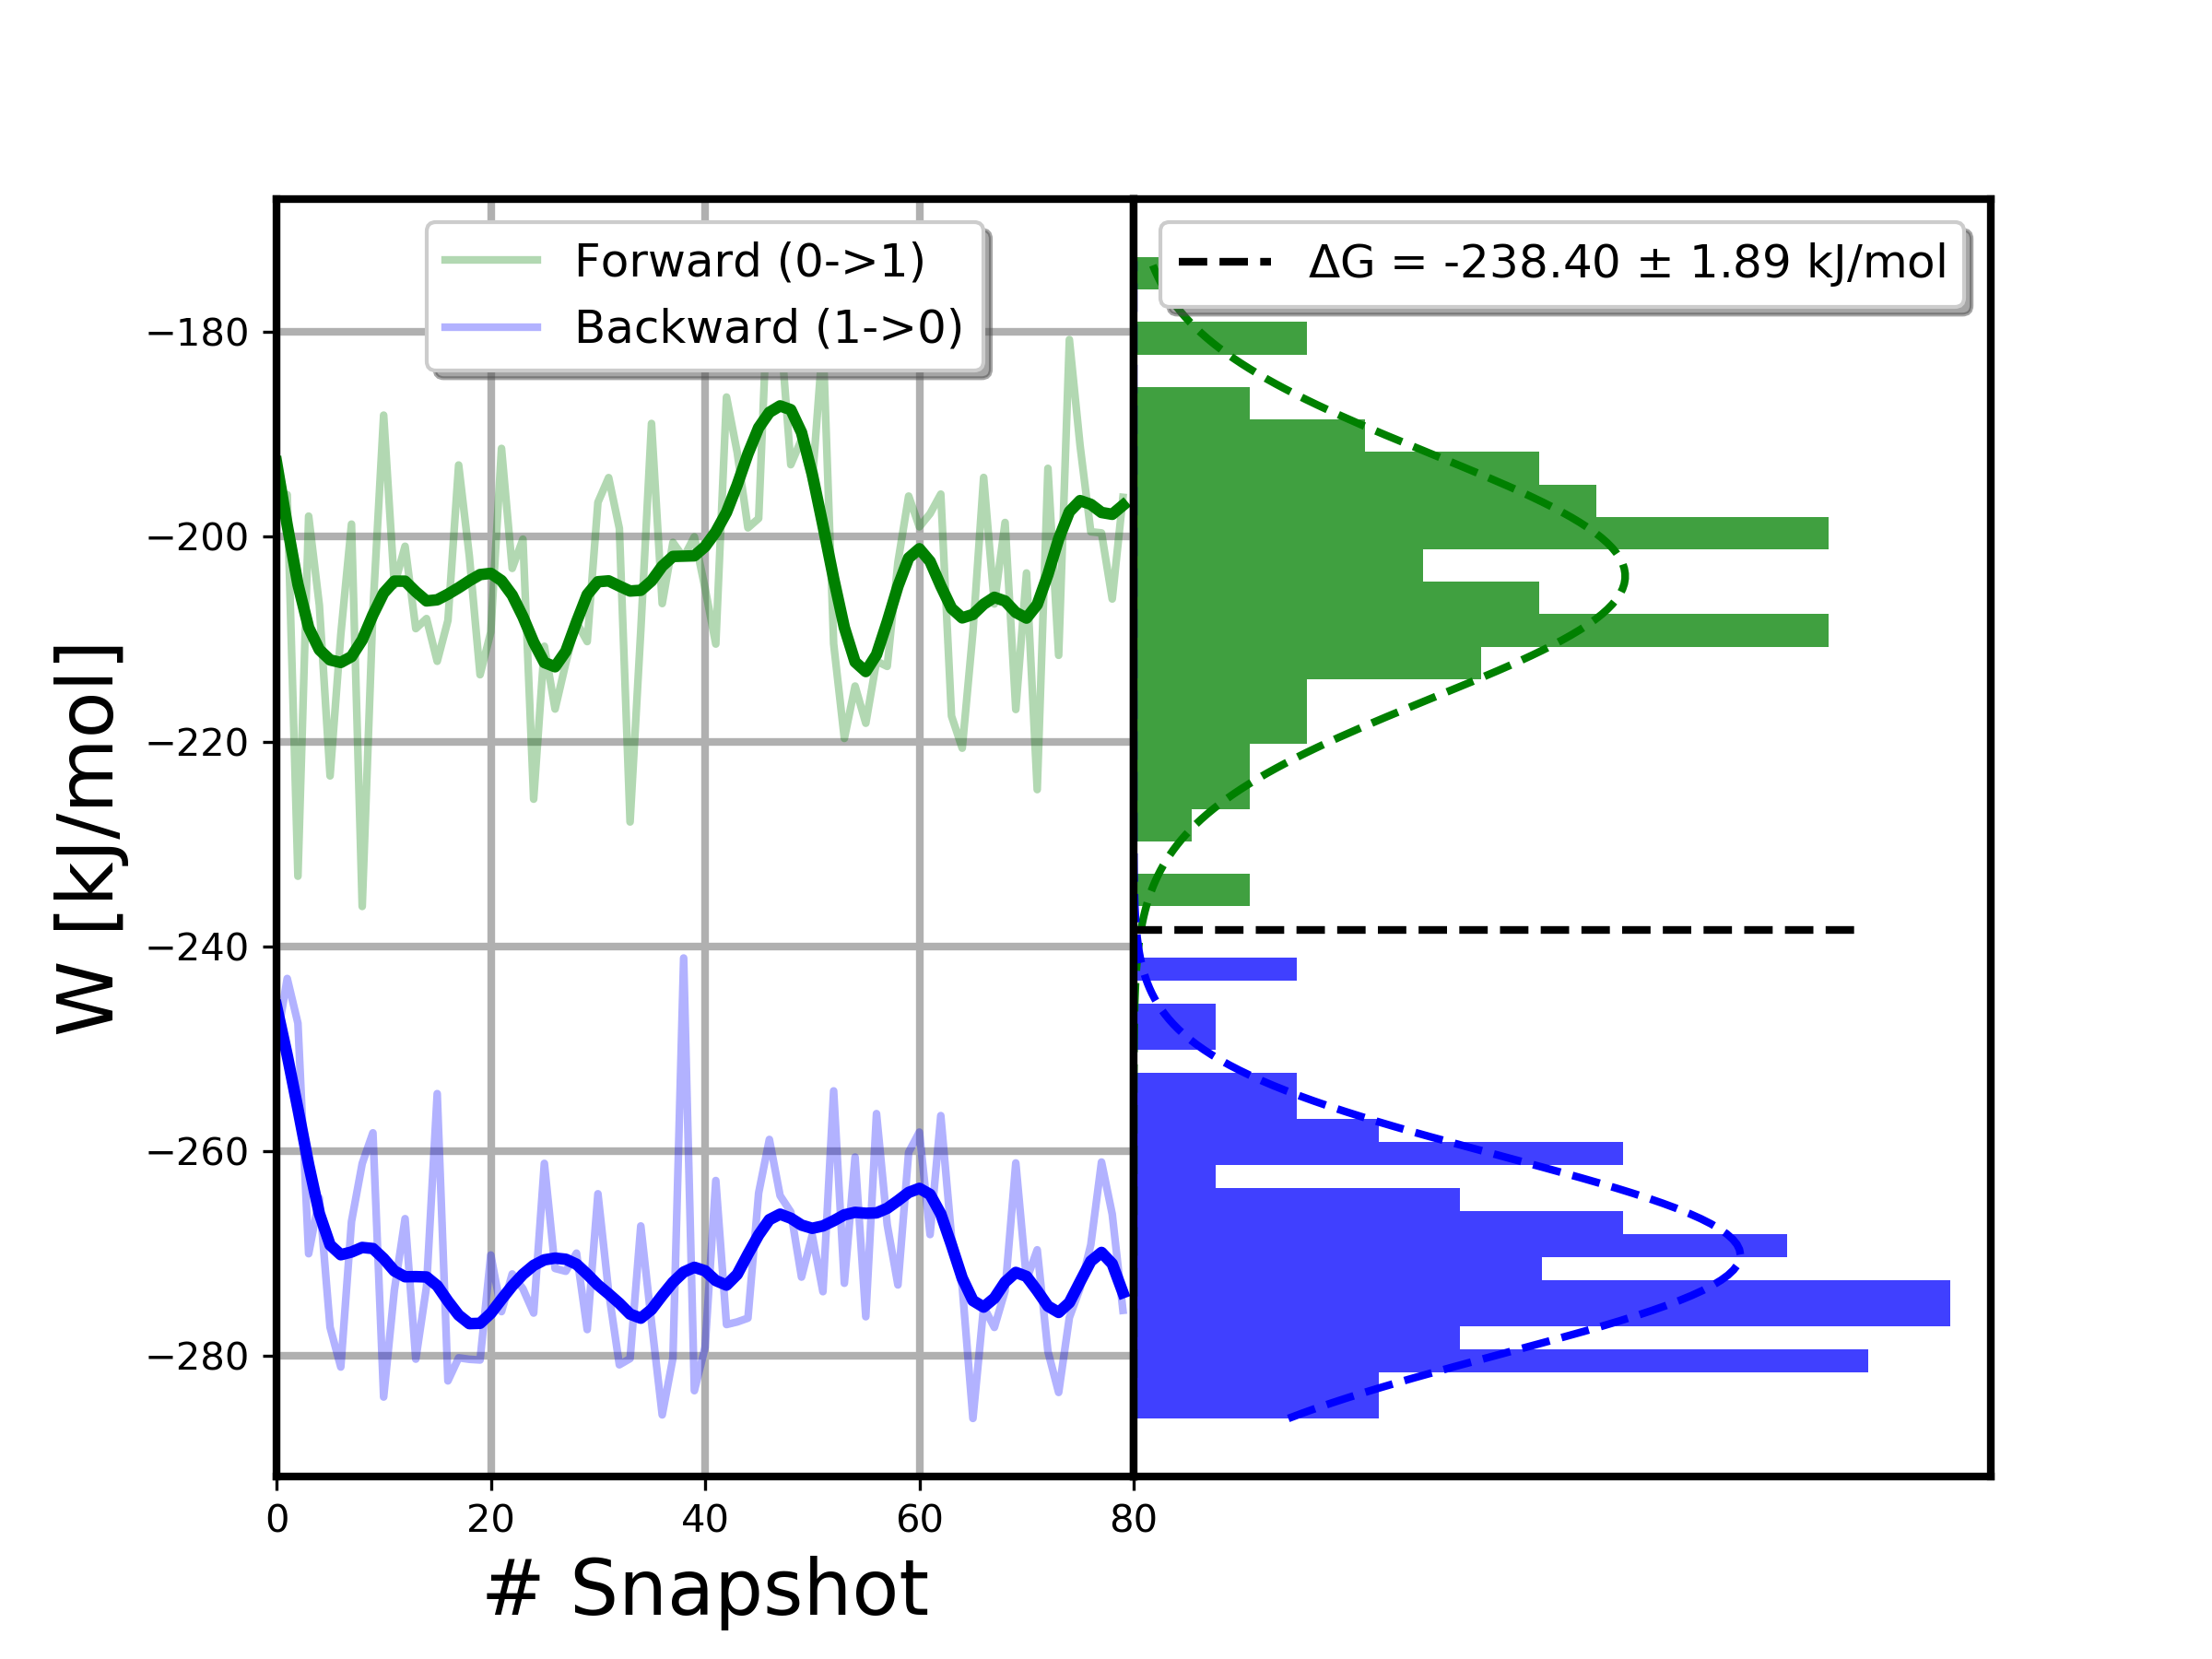 Forward (0->1)
Backward (1->0)
ΔG = -238.40 ± 1.89 kJ/mol
W [kJ/mol]
−180
−200
−220
−240
−260
−280
0 20 40 60 80
# Snapshot